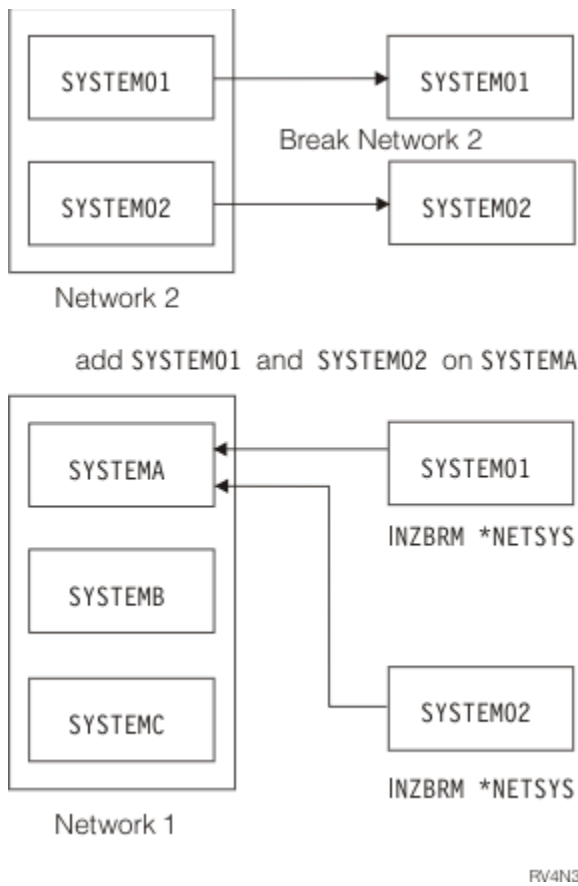 SYSTEM01
SYSTEM01
Break Network 2
SYSTEM02
SYSTEM02
Network 2
add SYSTEM01 and SYSTEM02 on SYSTEMA
SYSTEMA
SYSTEM01
INZBRM *NETSYS
SYSTEMB
SYSTEMC
SYSTEM02
INZBRM *NETSYS
Network 1
RV4N3